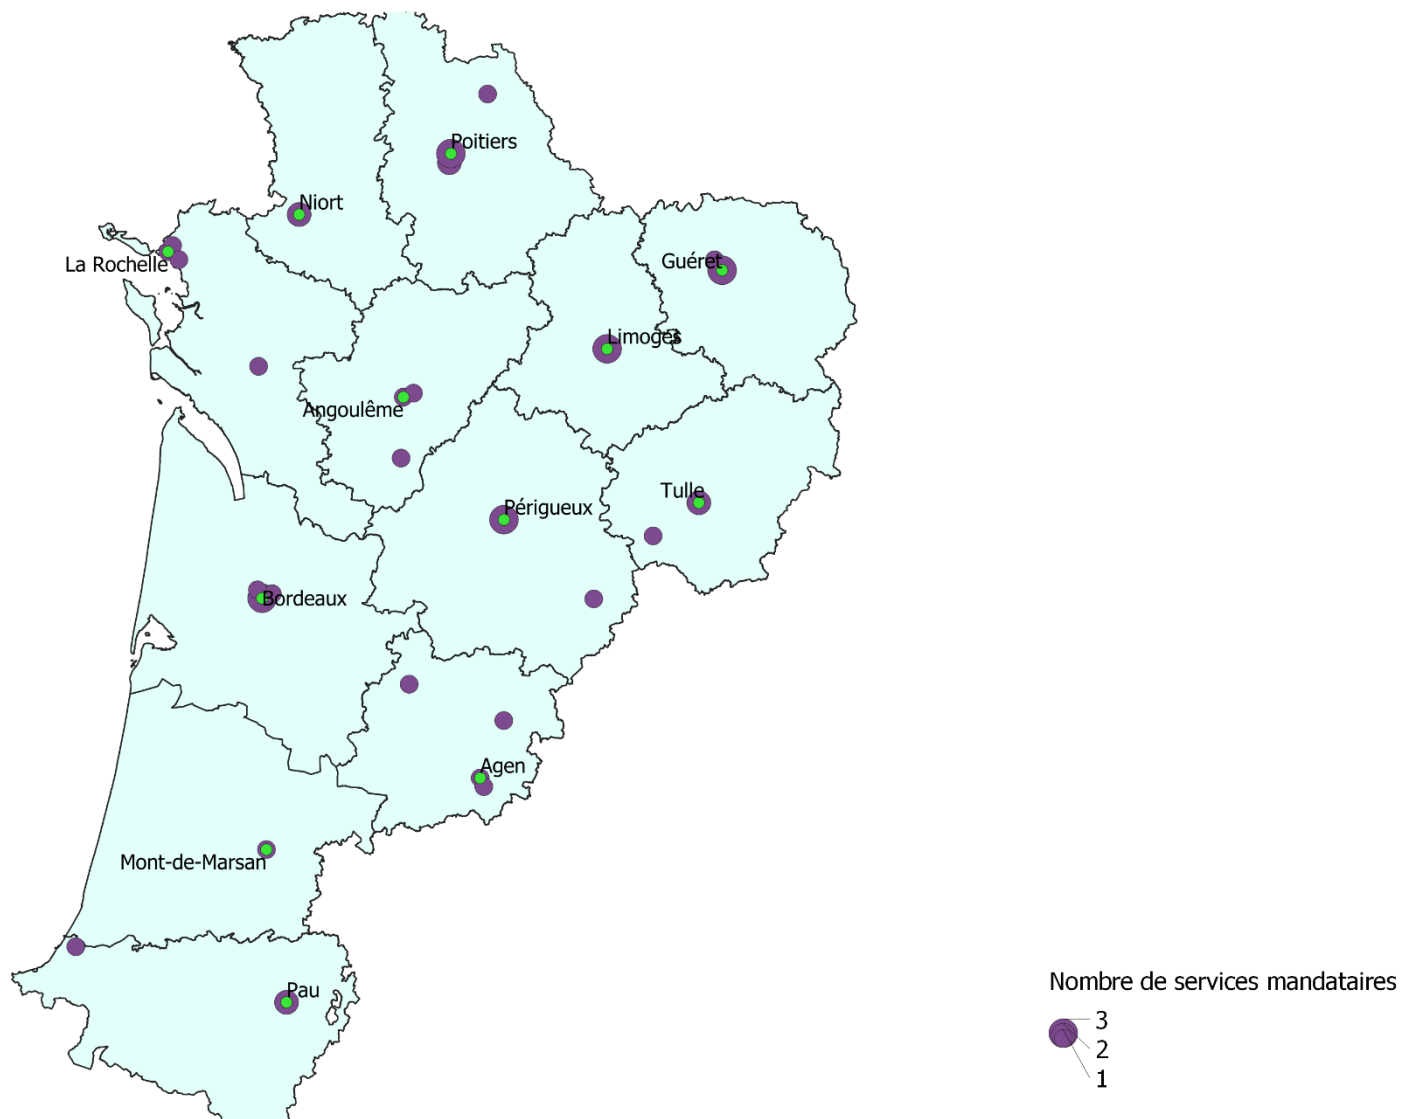 Poitiers
Niort
La Rochelle
Guéret
Limoges
Angoulême
Tulle
Périgueux
Bordeaux
Agen
Mont-de-Marsan
Pau
Nombre de services mandataires
3
2
1